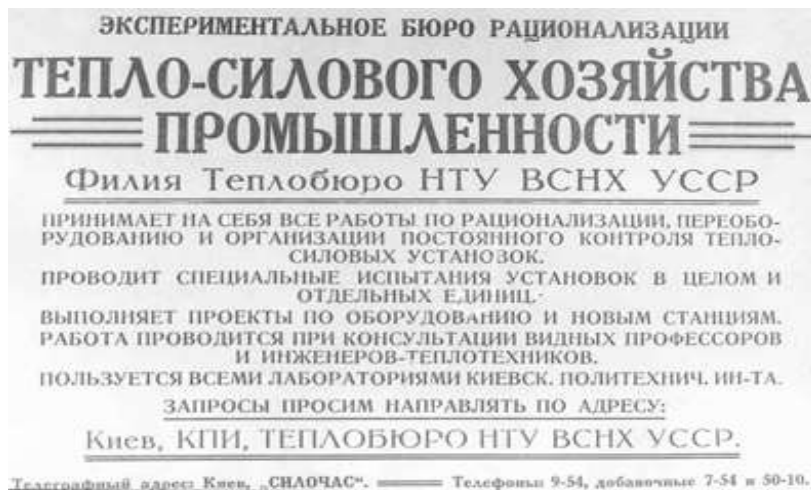 ЭКСПЕРИМЕНТАЛЬНОЕ БЮРО РАЦИОНАЛИЗАЦИИ
ТЕПЛО-СИЛОВОГО ХОЗЯЙСТВА
ПРОМЫШЛЕННОСТИ
Филия Теплобюро НТУ ВСНХ УССР
ПРИНИМАЕТ НА СЕБЯ ВСЕ РАБОТЫ ПО РАЦИОНАЛИЗАЦИИ, ПЕРЕОБО-
РУДОВАНИЮ И ОРГАНИЗАЦИИ ПОСТОЯННОГО КОНТРОЛЯ ТЕПЛО-
СИЛОВЫХ УСТАНОВОК.
ПРОВОДИТ СПЕЦИАЛЬНЫЕ ИСПЫТАНИЯ УСТАНОВОК В ЦЕЛОМ И
ОТДЕЛЬНЫХ ЕДИНИЦ.
ВЫПОЛНЯЕТ ПРОЕКТЫ ПО ОБОРУДОВАНИЮ И НОВЫМ СТАНЦИЯМ.
РАБОТА ПРОВОДИТСЯ ПРИ КОНСУЛЬТАЦИИ ВИДНЫХ ПРОФЕССОРОВ
И ИНЖЕНЕРОВ-ТЕПЛОТЕХНИКОВ.
ПОЛЬЗУЕТСЯ ВСЕМИ ЛАБОРАТОРИЯМИ КИЕВСК. ПОЛИТЕХНИЧ. ИН-ТА.
ЗАПРОСЫ ПРОСИМ НАПРАВЛЯТЬ ПО АДРЕСУ:
Киев, КПИ, ТЕПЛОБЮРО НТУ ВСНХ УССР.
Телеграфный адрес: Киев, „СИЛОЧАС“. Телефоны: 9-54, добавочные 7-54 и 50-10.